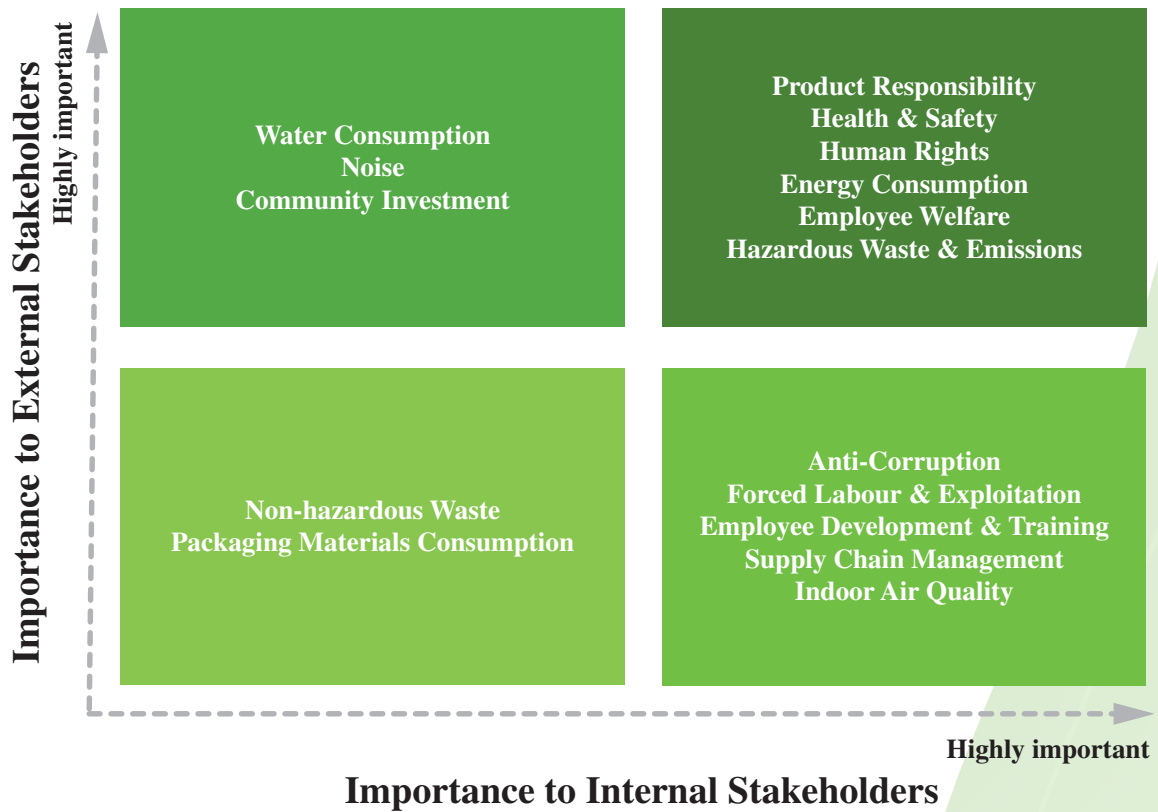 Importance to External Stakeholders
Highly important
Water Consumption
Noise
Community Investment
Product Responsibility
Health & Safety
Human Rights
Energy Consumption
Employee Welfare
Hazardous Waste & Emissions
Non-hazardous Waste
Packaging Materials Consumption
Anti-Corruption
Forced Labour & Exploitation
Employee Development & Training
Supply Chain Management
Indoor Air Quality
Highly important
Importance to Internal Stakeholders